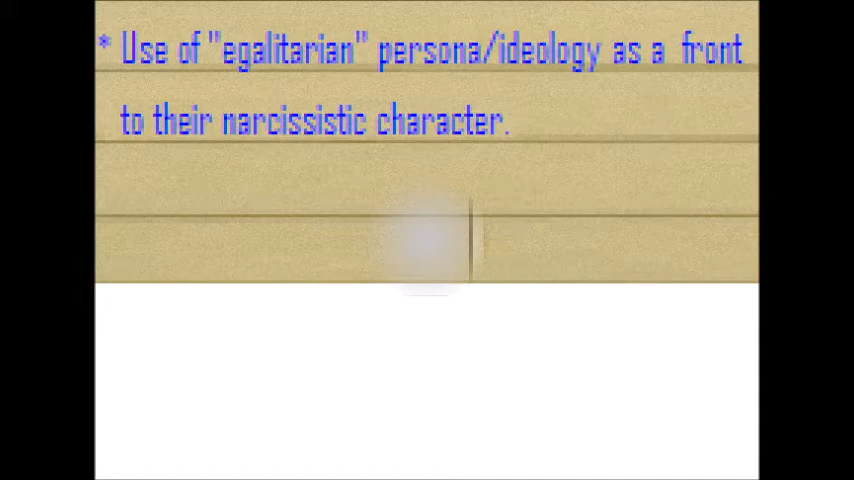 * Use of "egalitarian" persona/ideology as a front
to their narcissistic character.